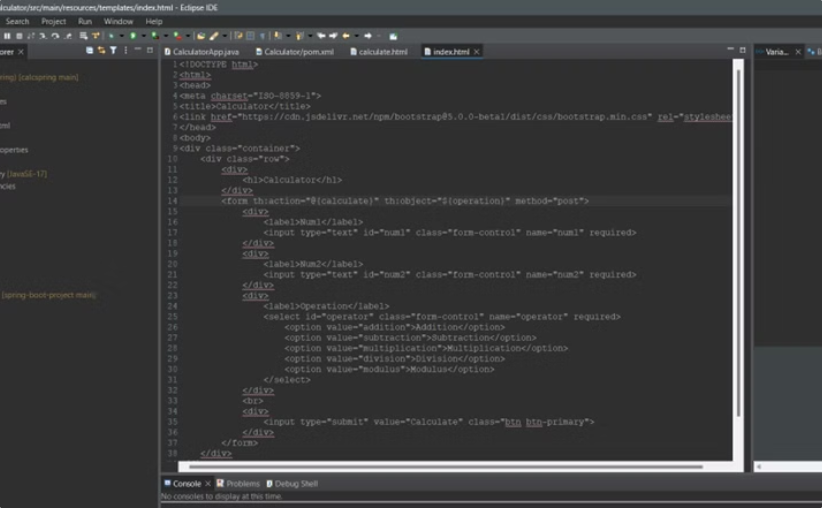 alculator/src/main/resources/templates/index.html - Eclipse IDE
Search Project Run Window Help
orer
CalculatorApp.java Calculator/pom.xml calculate.html index.html
Varia...
ring) [calcspring main]
es
ml
operties
ry [JavaSE-17]
cies
[spring-boot-project main]
1 <!DOCTYPE html>
2 <html>
3 <head>
4 <meta charset="ISO-8859-1">
5 <title>Calculator</title>
6 <link href="https://cdn.jsdelivr.net/npm/bootstrap@5.0.0-beta1/dist/css/bootstrap.min.css" rel="stylesheet
7 </head>
8 <body>
9 <div class="container">
10 <div class="row">
11 <div>
12 <h1>Calculator</h1>
13 </div>
14 <form th:action="@{calculate}" th:object="${operation}" method="post">
15 <div>
16 <label>Num1</label>
17 <input type="text" id="num1" class="form-control" name="num1" required>
18 </div>
19 <div>
20 <label>Num2</label>
21 <input type="text" id="num2" class="form-control" name="num2" required>
22 </div>
23 <div>
24 <label>Operation</label>
25 <select id="operator" class="form-control" name="operator" required>
26 <option value="addition">Addition</option>
27 <option value="subtraction">Subtraction</option>
28 <option value="multiplication">Multiplication</option>
29 <option value="division">Division</option>
30 <option value="modulus">Modulus</option>
31 </select>
32 </div>
33 <br>
34 <div>
35 <input type="submit" value="Calculate" class="btn btn-primary">
36 </div>
37 </form>
38 </div>
Console Problems Debug Shell
No consoles to display at this time.